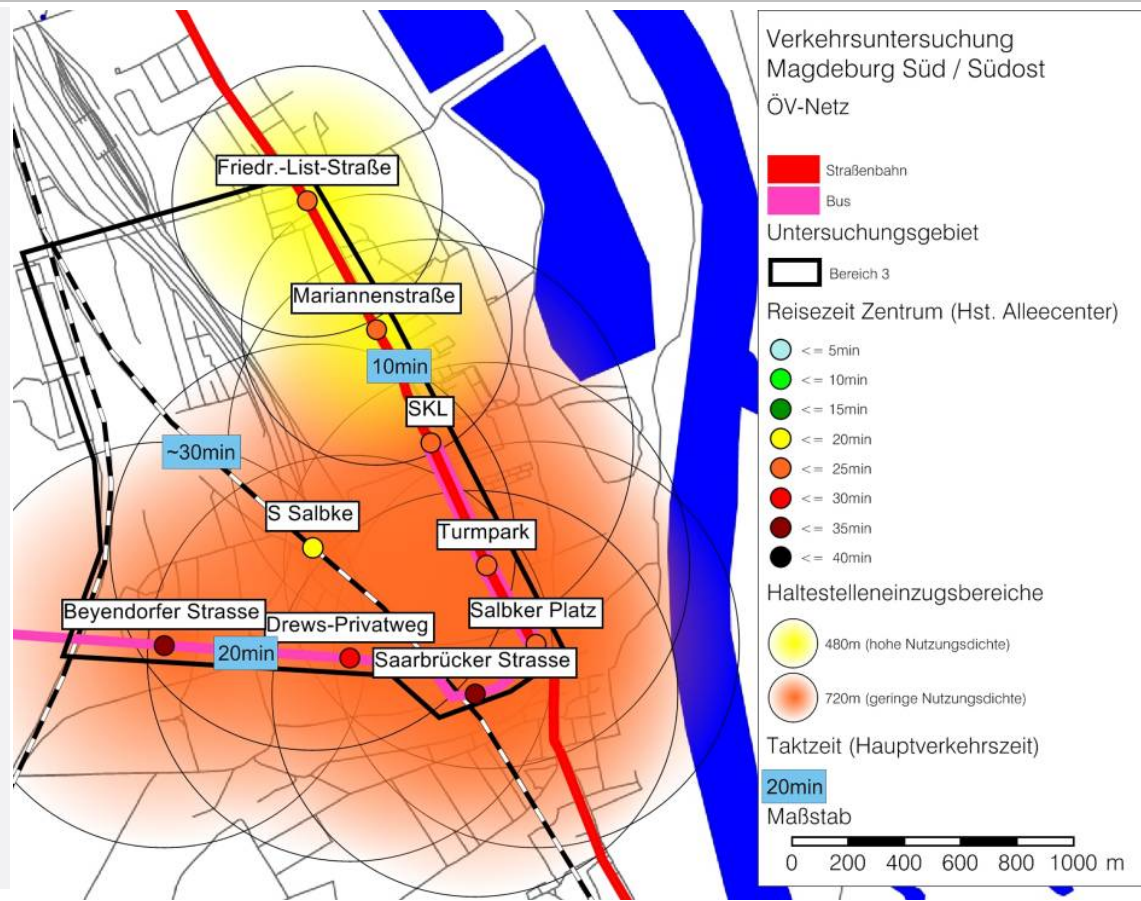 Friedr.-List-Straße
Mariannenstraße
10min
SKL
~30min
S Salbke
Turmpark
Beyendorfer Strasse
Drews-Privatweg
Salbker Platz
20min
Saarbrücker Strasse
Verkehrsuntersuchung
Magdeburg Süd / Südost
ÖV-Netz
Straßenbahn
Bus
Untersuchungsgebiet
Bereich 3
Reisezeit Zentrum (Hst. Alleecenter)
<= 5min
<= 10min
<= 15min
<= 20min
<= 25min
<= 30min
<= 35min
<= 40min
Haltestelleneinzugsbereiche
480m (hohe Nutzungsdichte)
720m (geringe Nutzungsdichte)
Taktzeit (Hauptverkehrszeit)
20min
Maßstab
0 200 400 600 800 1000 m